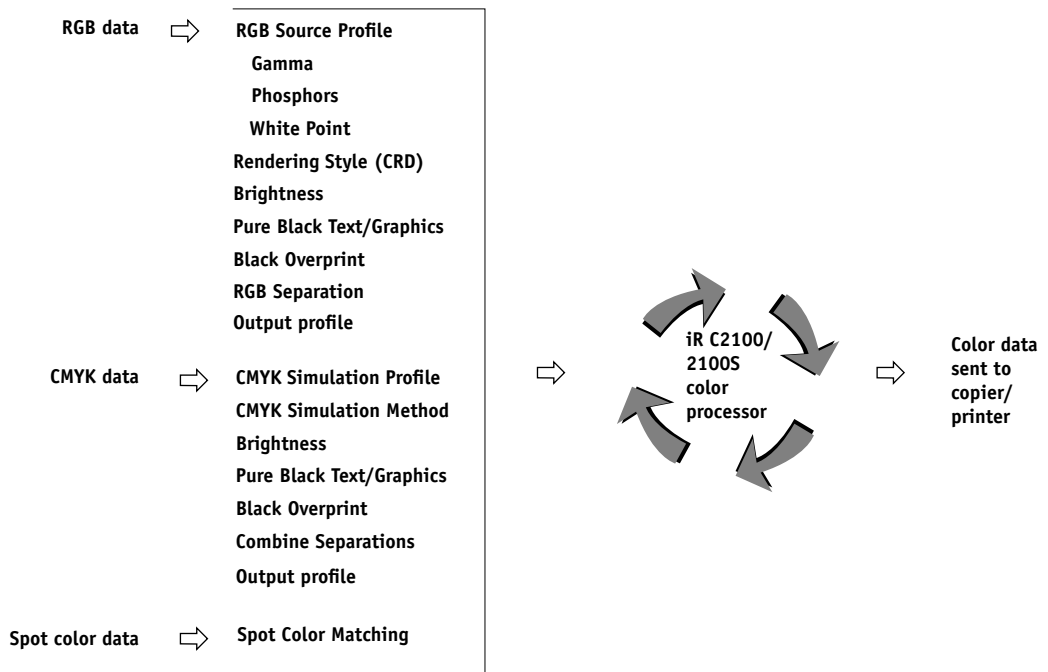 RGB data
RGB Source Profile
Gamma
Phosphors
White Point
Rendering Style (CRD)
Brightness
Pure Black Text/Graphics
Black Overprint
RGB Separation
Output profile
CMYK data
CMYK Simulation Profile
CMYK Simulation Method
Brightness
Pure Black Text/Graphics
Black Overprint
Combine Separations
Output profile
Spot color data
Spot Color Matching
iR C2100/
2100S
color
processor
Color data
sent to
copier/
printer